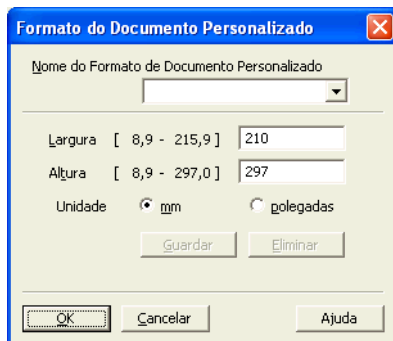 Formato do Documento Personalizado
Nome do Formato de Documento Personalizado
Largura [ 8,9 - 215,9 ] 210
Altura [ 8,9 - 297,0 ] 297
Unidade mm polegadas
Guardar Eliminar
OK Cancelar Ajuda